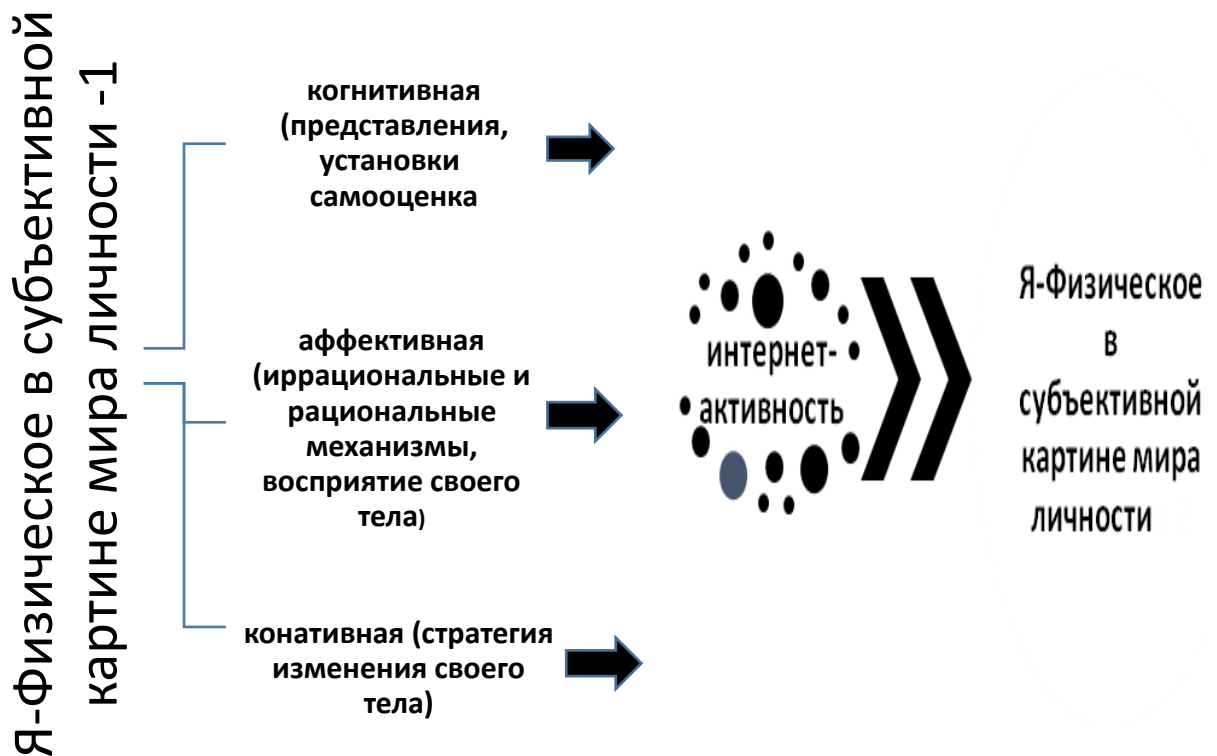 Я-Физическое в субъективной
картине мира личности -1
когнитивная
(представления,
установки
самооценка
аффективная
(иррациональные и
рациональные
механизмы,
восприятие своего
тела)
конативная (стратегия
изменения своего
тела)
интернет-
активность
Я-Физическое
в
субъективной
картине мира
личности